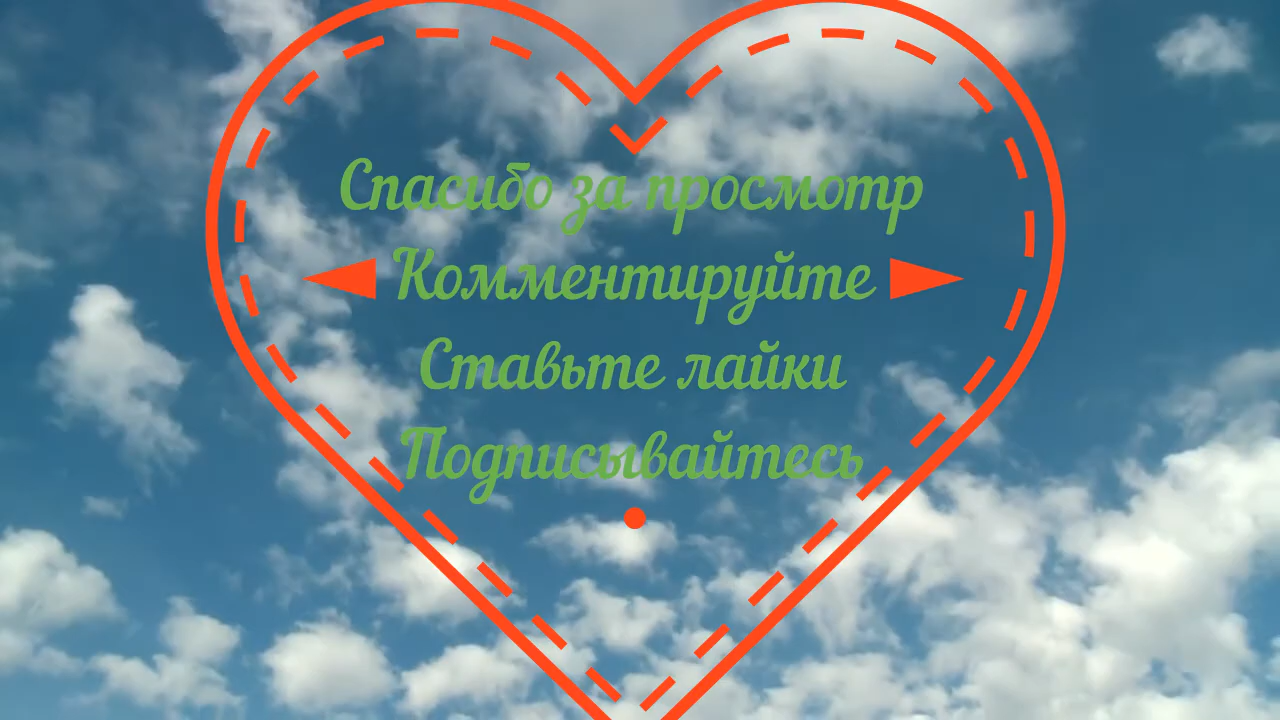 Спасибо за просмотр
Комментируйте
Ставьте лайки
Подписывайтесь